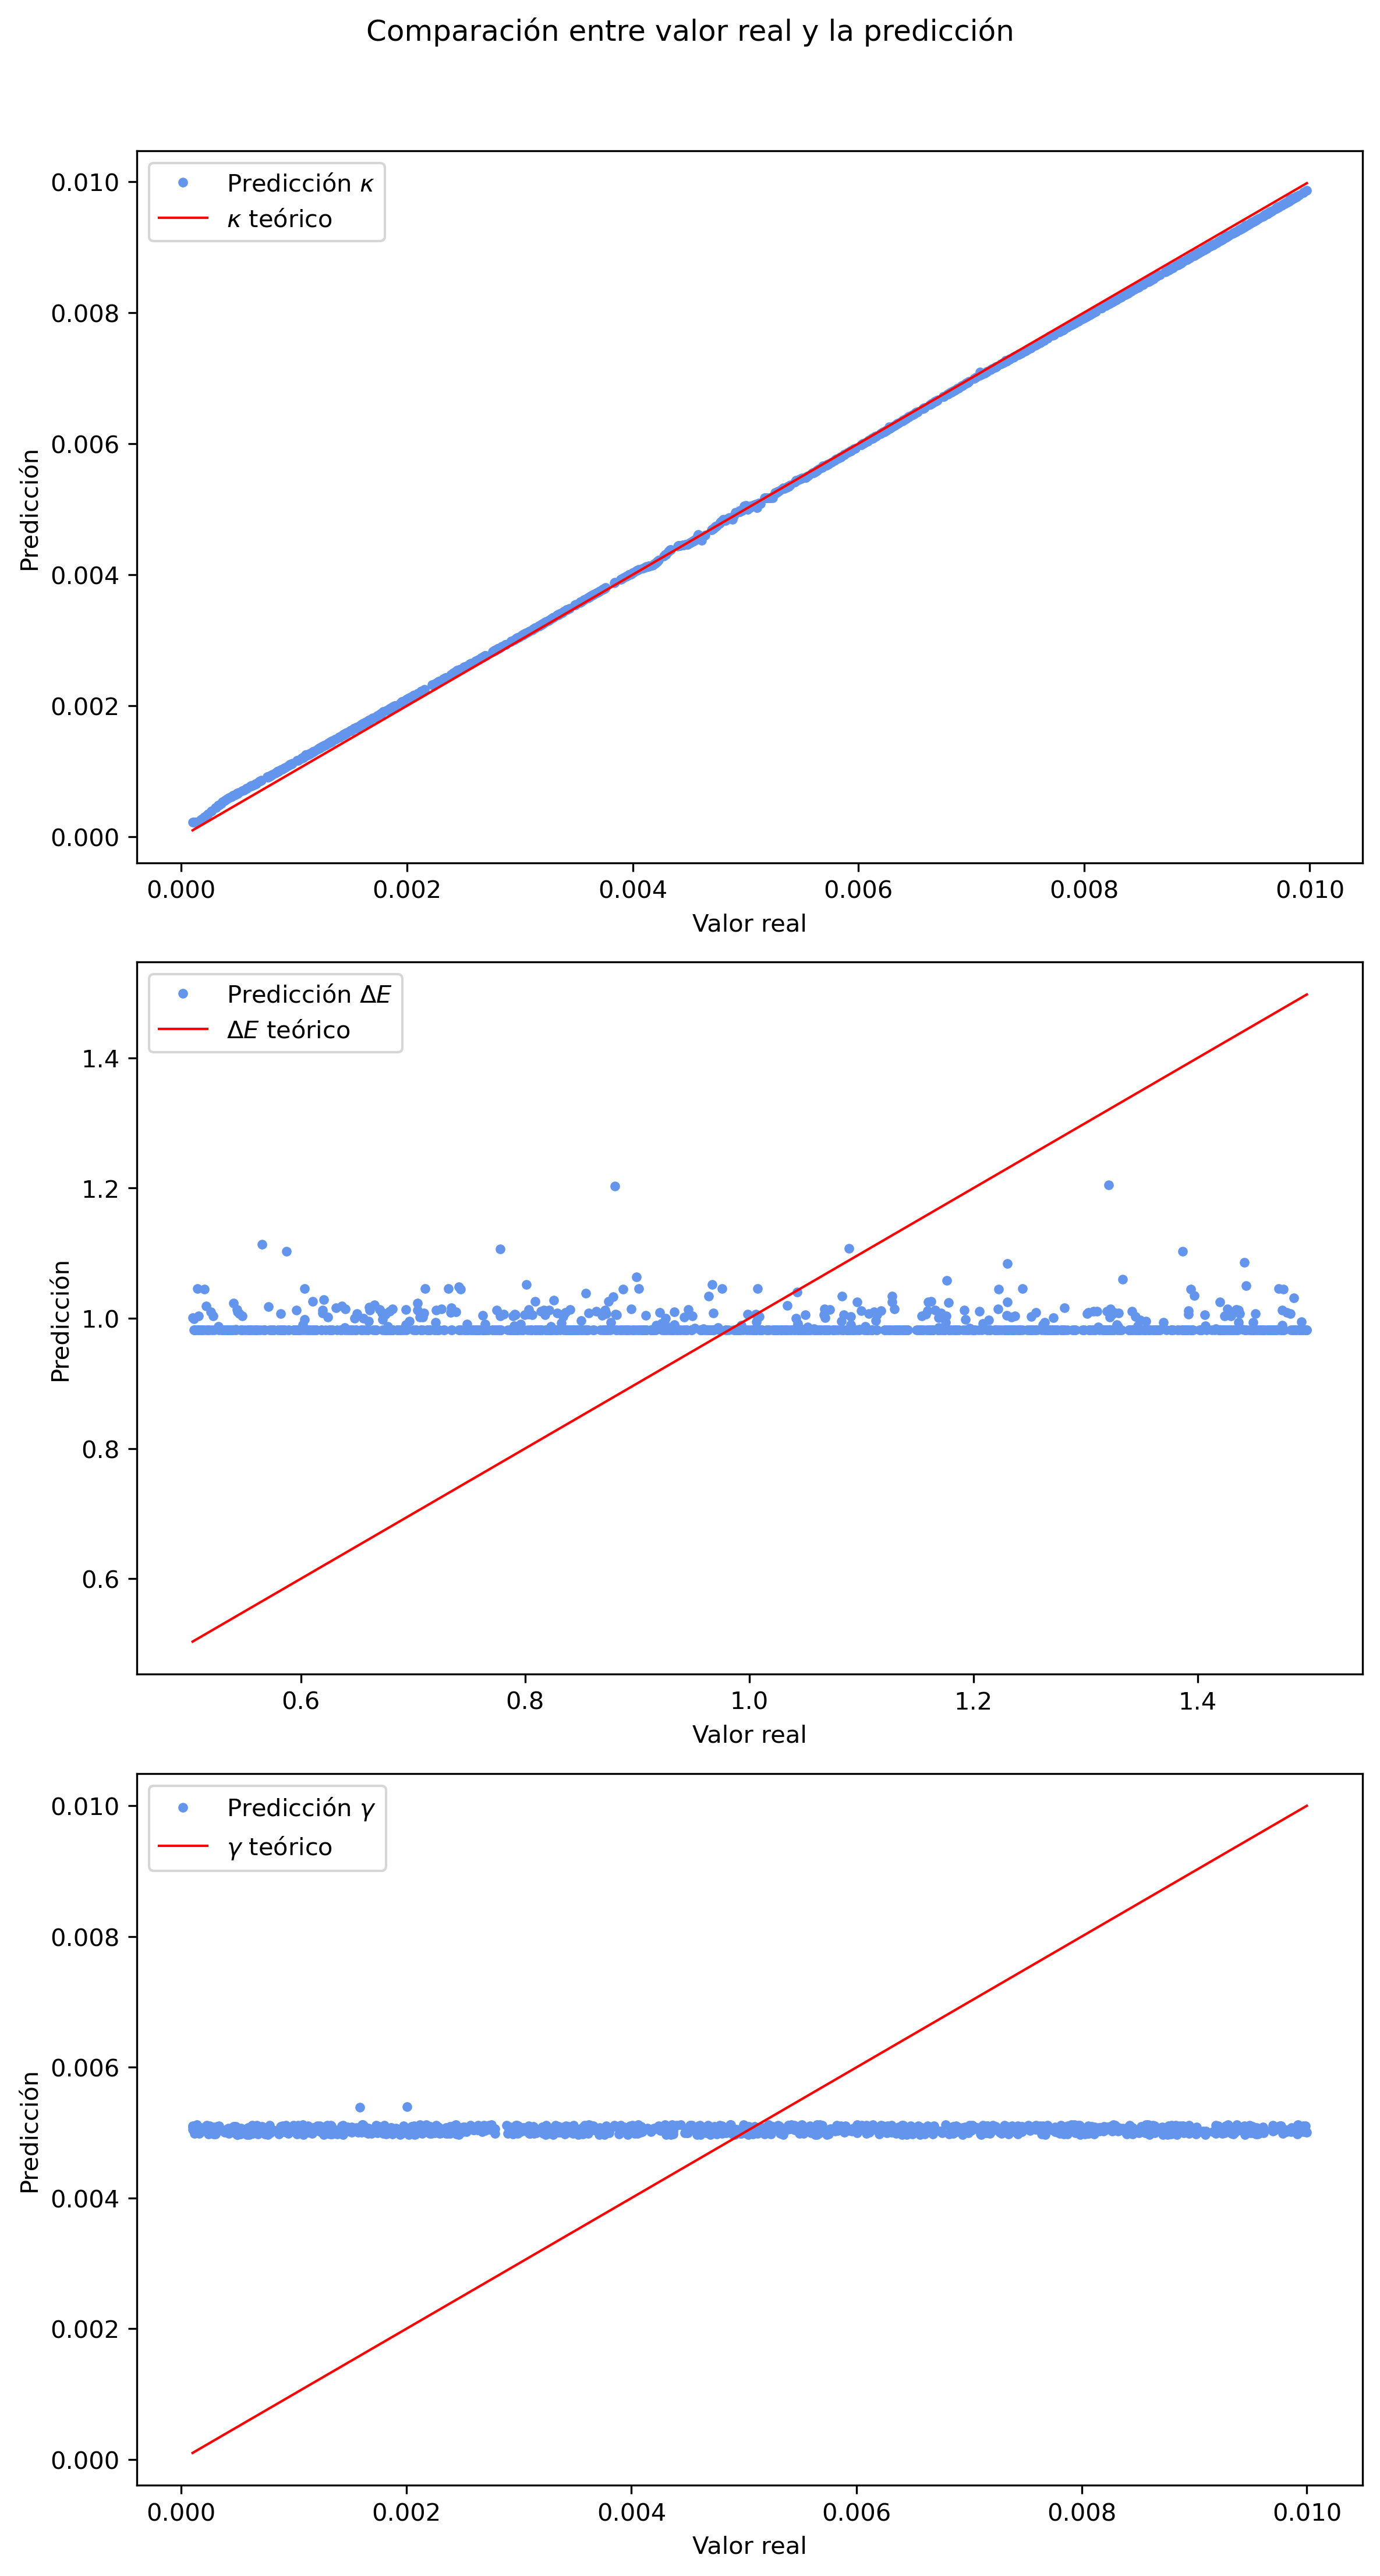 Comparación entre valor real y la predicción
Predicción κ
κ teórico
0.010
0.008
0.006
0.004
0.002
0.000
Predicción
0.000 0.002 0.004 0.006 0.008 0.010
Valor real
Predicción ΔE
ΔE teórico
1.4
1.2
1.0
0.8
0.6
Predicción
0.6 0.8 1.0 1.2 1.4
Valor real
Predicción γ
γ teórico
0.010
0.008
0.006
0.004
0.002
0.000
Predicción
0.000 0.002 0.004 0.006 0.008 0.010
Valor real